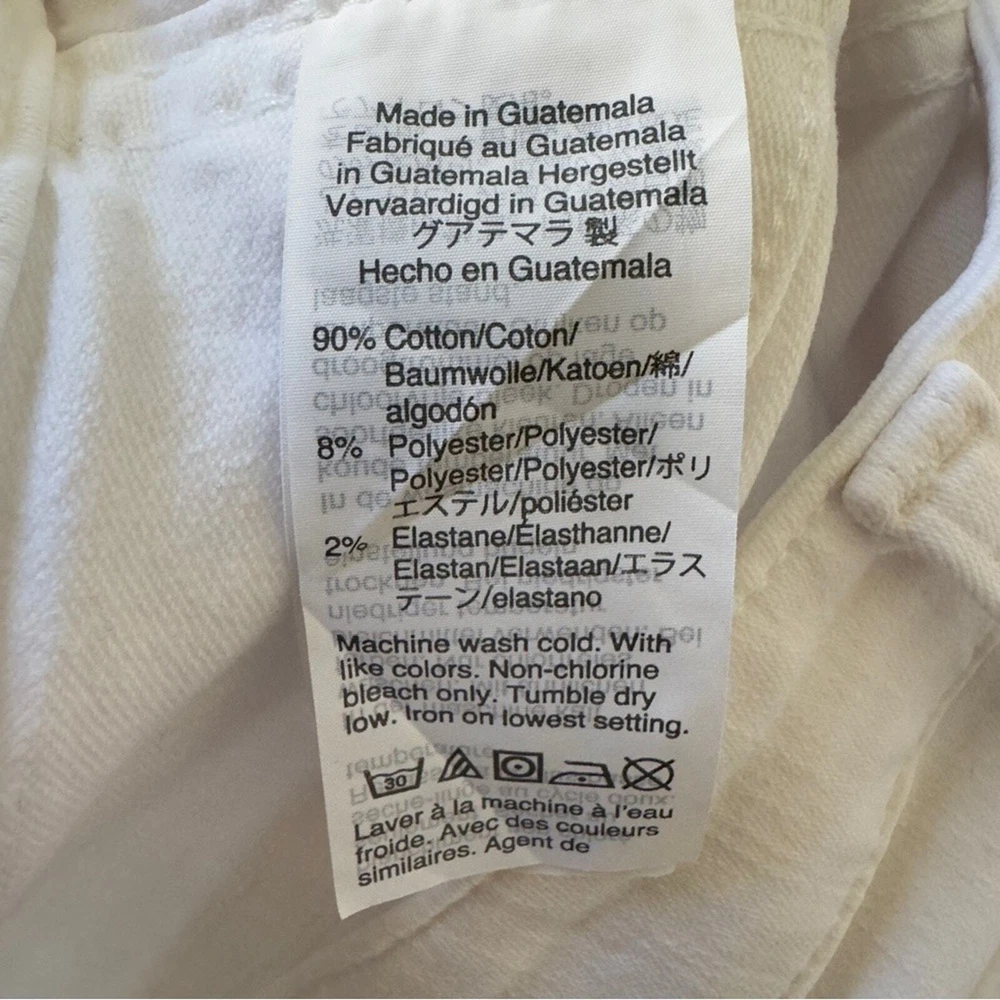 Made in Guatemala
Fabriqué au Guatemala
in Guatemala Hergestellt
Vervaardigd in Guatemala
グアテマラ 製
Hecho en Guatemala
90% Cotton/Coton/
Baumwolle/Katoen/綿/
algodón
8% Polyester/Polyester/
Polyester/Polyester/ポリ
エステル/poliéster
2% Elastane/Élasthanne/
Elastan/Elastaan/エラス
テーン/elastano
Machine wash cold. With
like colors. Non-chlorine
bleach only. Tumble dry
low. Iron on lowest setting.
30
Laver à la machine à l'eau
froide. Avec des couleurs
similaires. Agent de